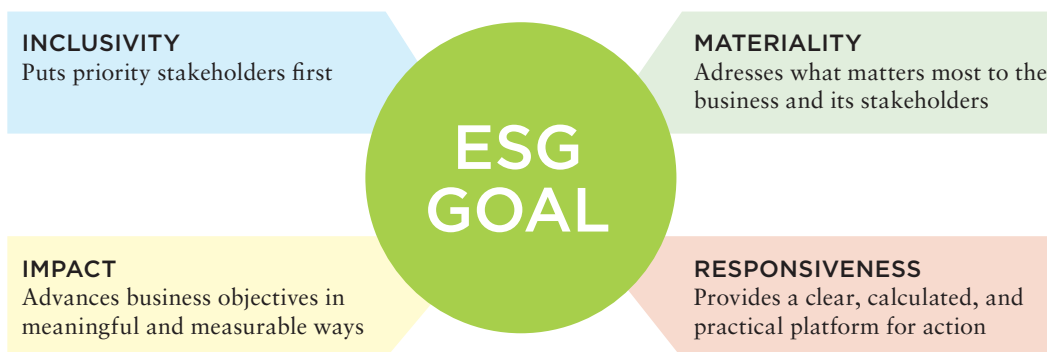 INCLUSIVITY
Puts priority stakeholders first
MATERIALITY
Adresses what matters most to the
business and its stakeholders
ESG
GOAL
IMPACT
Advances business objectives in
meaningful and measurable ways
RESPONSIVENESS
Provides a clear, calculated, and
practical platform for action